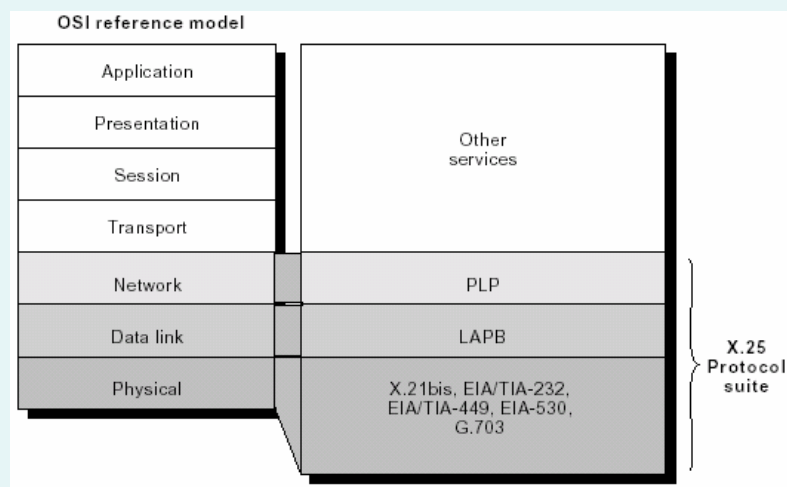 OSI reference model
Application
Presentation
Session
Transport
Network
Data link
Physical
Other
services
PLP
LAPB
X.21bis, EIA/TIA-232,
EIA/TIA-449, EIA-530,
G.703
X.25
Protocol
suite